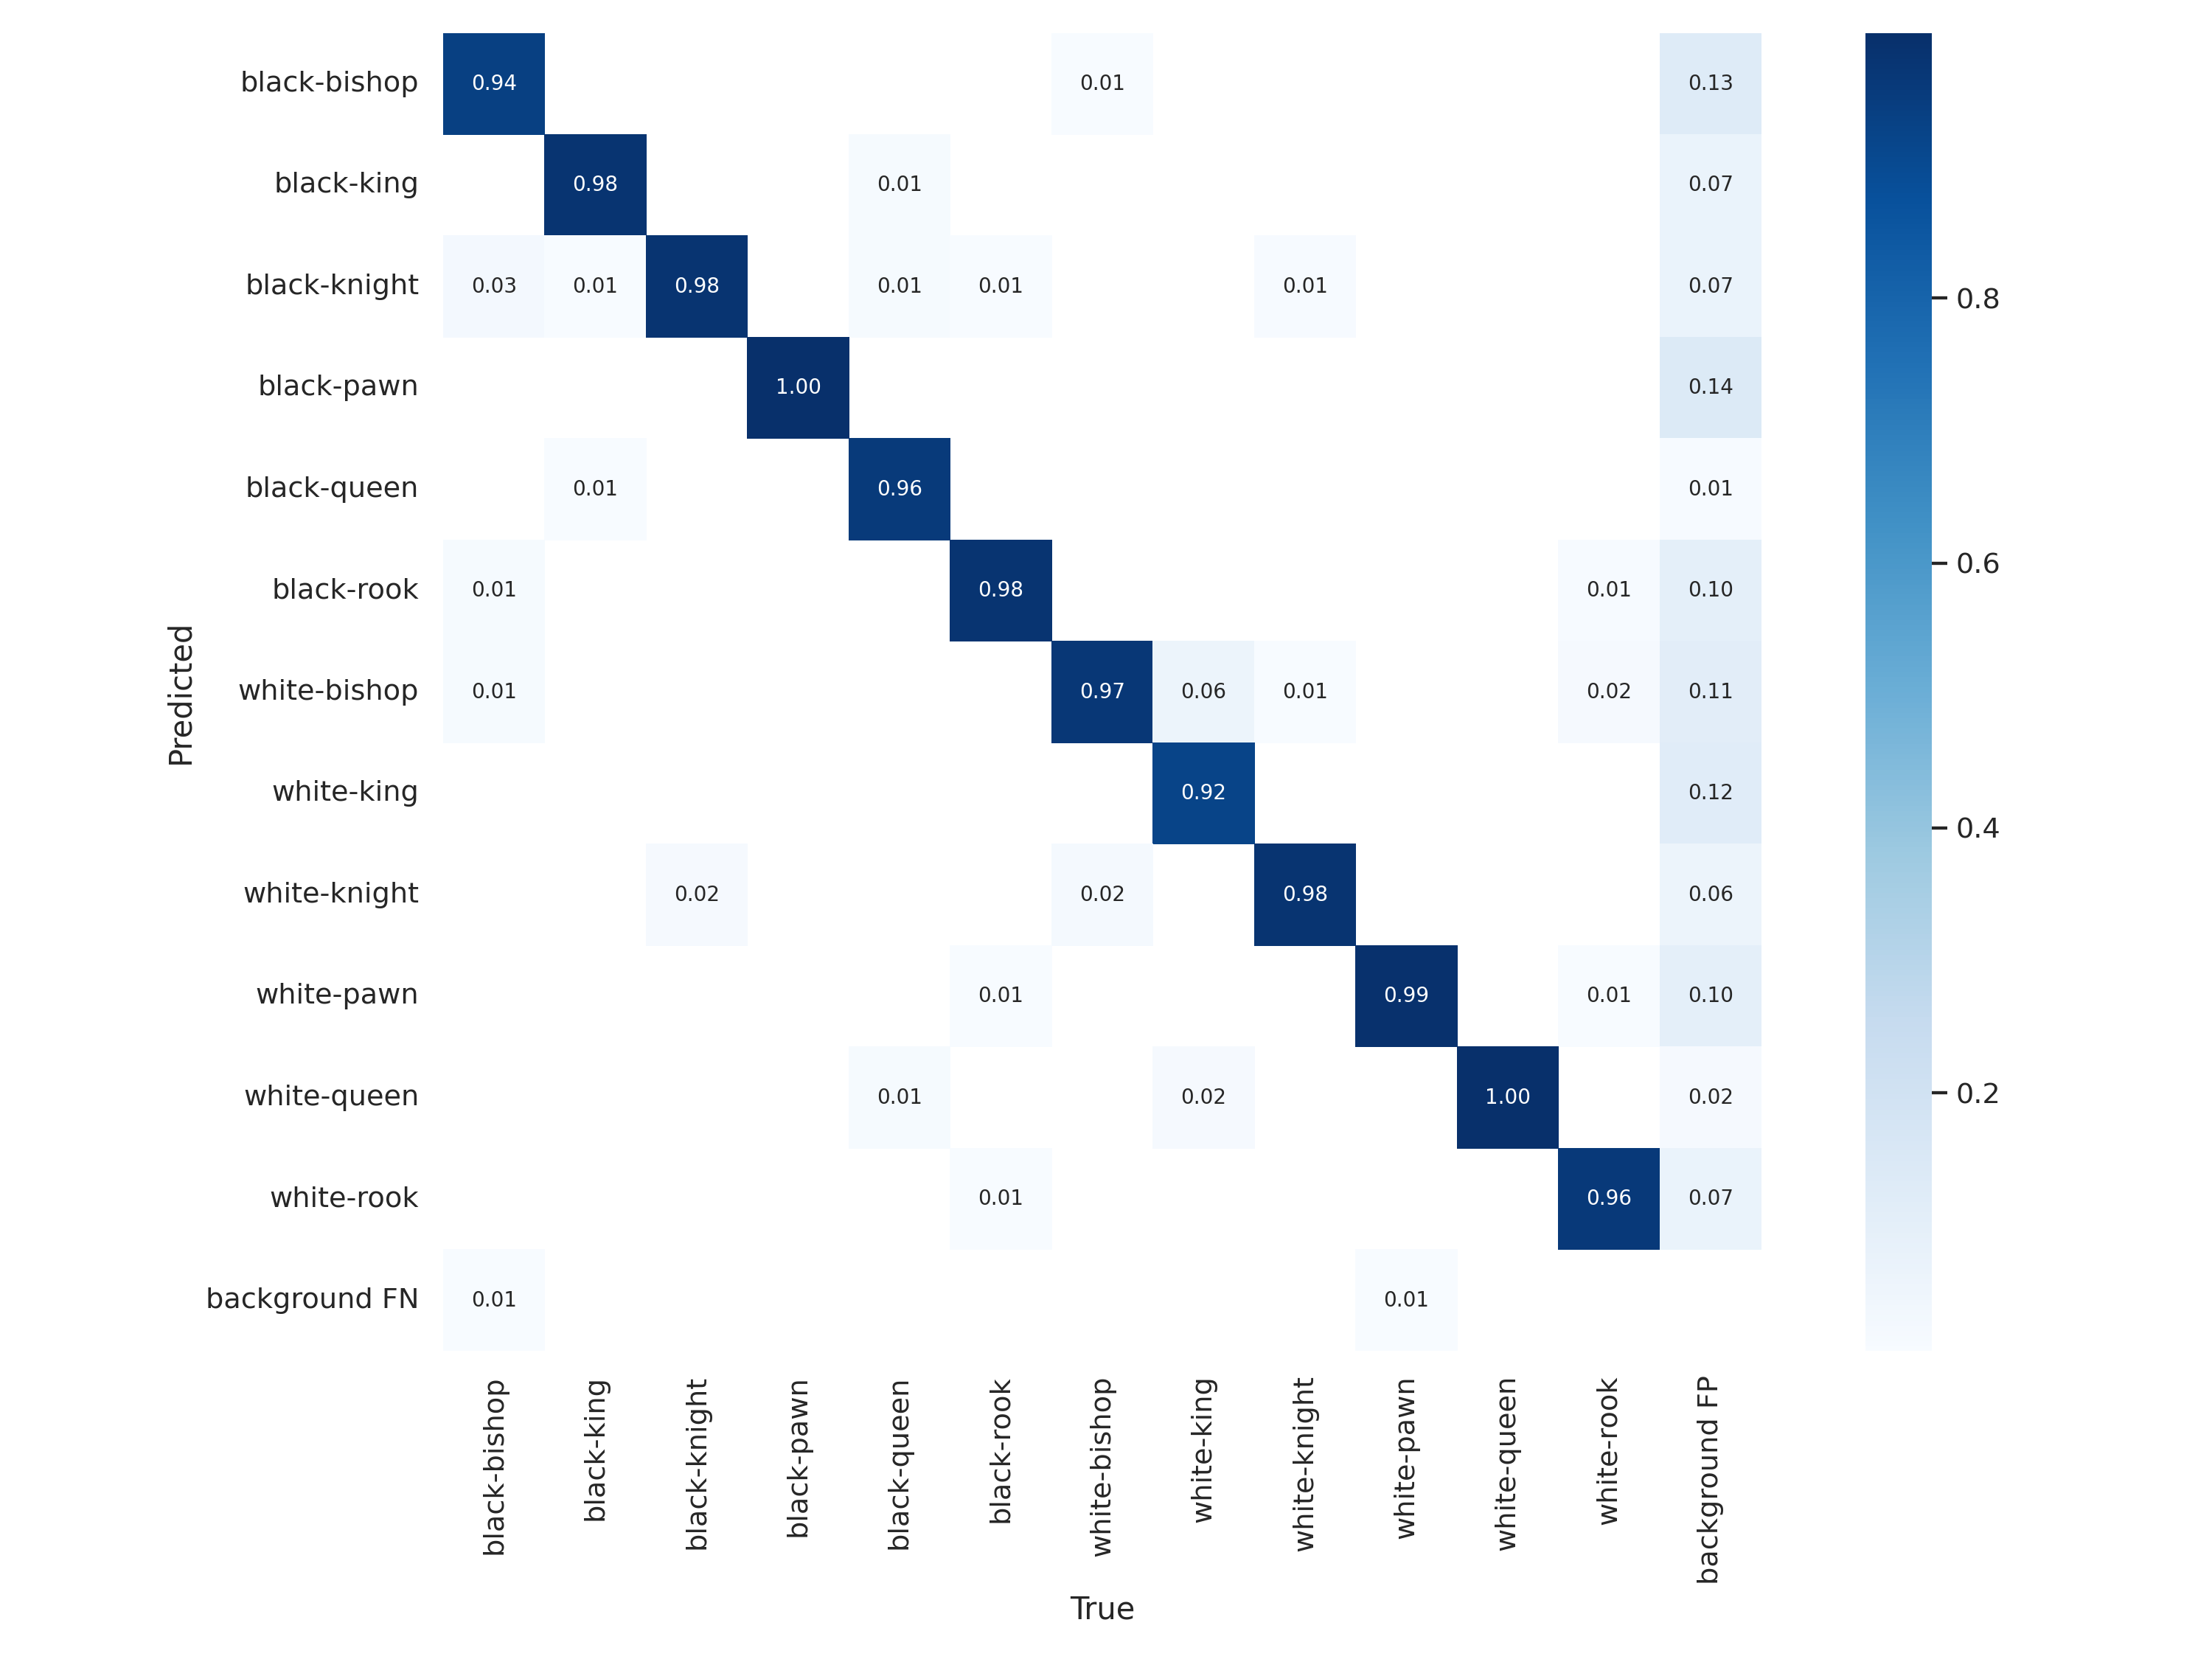 black-bishop 0.94 0.01 0.13
black-king 0.98 0.01 0.07
black-knight 0.03 0.01 0.98 0.01 0.01 0.01 0.07
0.8
black-pawn 1.00 0.14
black-queen 0.01 0.96 0.01
0.6
black-rook 0.01 0.98 0.01 0.10
Predicted
white-bishop 0.01 0.97 0.06 0.01 0.02 0.11
white-king 0.92 0.12
0.4
white-knight 0.02 0.02 0.98 0.06
white-pawn 0.01 0.99 0.01 0.10
white-queen 0.01 0.02 1.00 0.02
0.2
white-rook 0.01 0.96 0.07
background FN 0.01 0.01
black-bishop
black-king
black-knight
black-pawn
black-queen
black-rook
white-bishop
white-king
white-knight
white-pawn
white-queen
white-rook
background FP
True